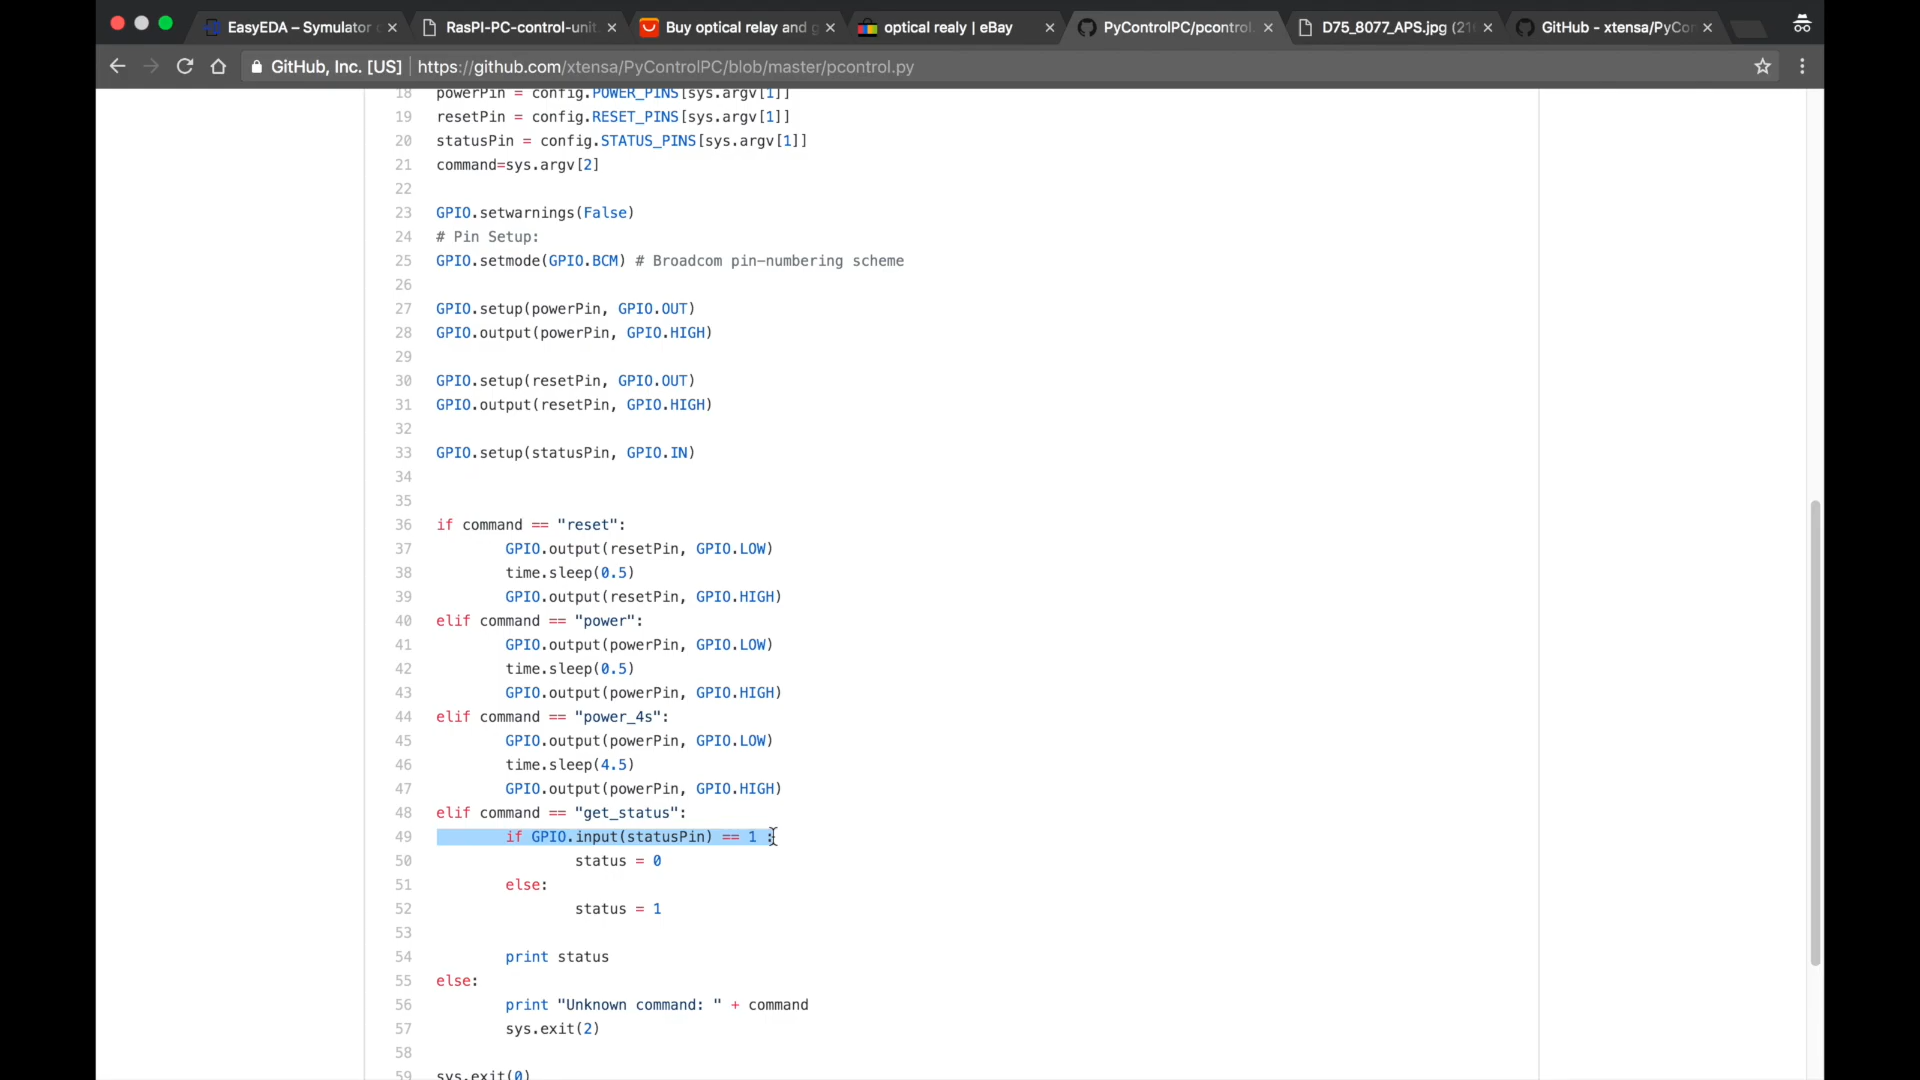 EasyEDA – Symulator
RasPI-PC-control-unit.
Buy optical relay and g
optical realy | eBay
PyControlPC/pcontrol.
D75_8077_APS.jpg (21
GitHub - xtensa/PyCo
GitHub, Inc. [US] | https://github.com/xtensa/PyControlPC/blob/master/pcontrol.py
18 powerPin = config.POWER_PINS[sys.argv[1]]
19 resetPin = config.RESET_PINS[sys.argv[1]]
20 statusPin = config.STATUS_PINS[sys.argv[1]]
21 command=sys.argv[2]
22
23 GPIO.setwarnings(False)
24 # Pin Setup:
25 GPIO.setmode(GPIO.BCM) # Broadcom pin-numbering scheme
26
27 GPIO.setup(powerPin, GPIO.OUT)
28 GPIO.output(powerPin, GPIO.HIGH)
29
30 GPIO.setup(resetPin, GPIO.OUT)
31 GPIO.output(resetPin, GPIO.HIGH)
32
33 GPIO.setup(statusPin, GPIO.IN)
34
35
36 if command == "reset":
37 GPIO.output(resetPin, GPIO.LOW)
38 time.sleep(0.5)
39 GPIO.output(resetPin, GPIO.HIGH)
40 elif command == "power":
41 GPIO.output(powerPin, GPIO.LOW)
42 time.sleep(0.5)
43 GPIO.output(powerPin, GPIO.HIGH)
44 elif command == "power_4s":
45 GPIO.output(powerPin, GPIO.LOW)
46 time.sleep(4.5)
47 GPIO.output(powerPin, GPIO.HIGH)
48 elif command == "get_status":
49 if GPIO.input(statusPin) == 1 :
50 status = 0
51 else:
52 status = 1
53
54 print status
55 else:
56 print "Unknown command: " + command
57 sys.exit(2)
58
59 sys.exit(0)